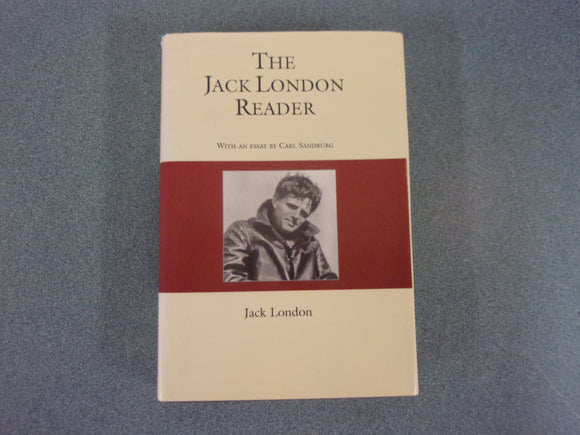 THE
JACK LONDON
READER
WITH AN ESSAY BY CARL SANDBURG
Jack London